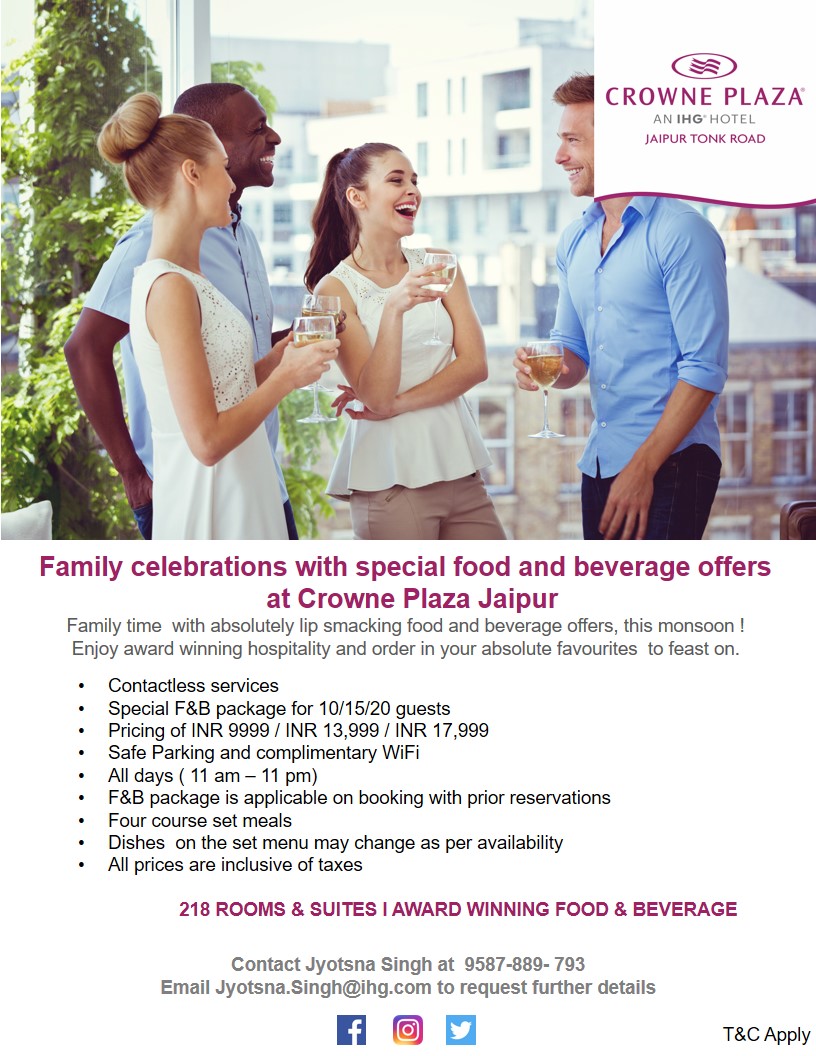 CROWNE PLAZA®
AN IHG® HOTEL
JAIPUR TONK ROAD
Family celebrations with special food and beverage offers
at Crowne Plaza Jaipur
Family time with absolutely lip smacking food and beverage offers, this monsoon !
Enjoy award winning hospitality and order in your absolute favourites to feast on.
• Contactless services
• Special F&B package for 10/15/20 guests
• Pricing of INR 9999 / INR 13,999 / INR 17,999
• Safe Parking and complimentary WiFi
• All days ( 11 am – 11 pm)
• F&B package is applicable on booking with prior reservations
• Four course set meals
• Dishes on the set menu may change as per availability
• All prices are inclusive of taxes
218 ROOMS & SUITES I AWARD WINNING FOOD & BEVERAGE
Contact Jyotsna Singh at 9587-889- 793
Email Jyotsna.Singh@ihg.com to request further details
T&C Apply